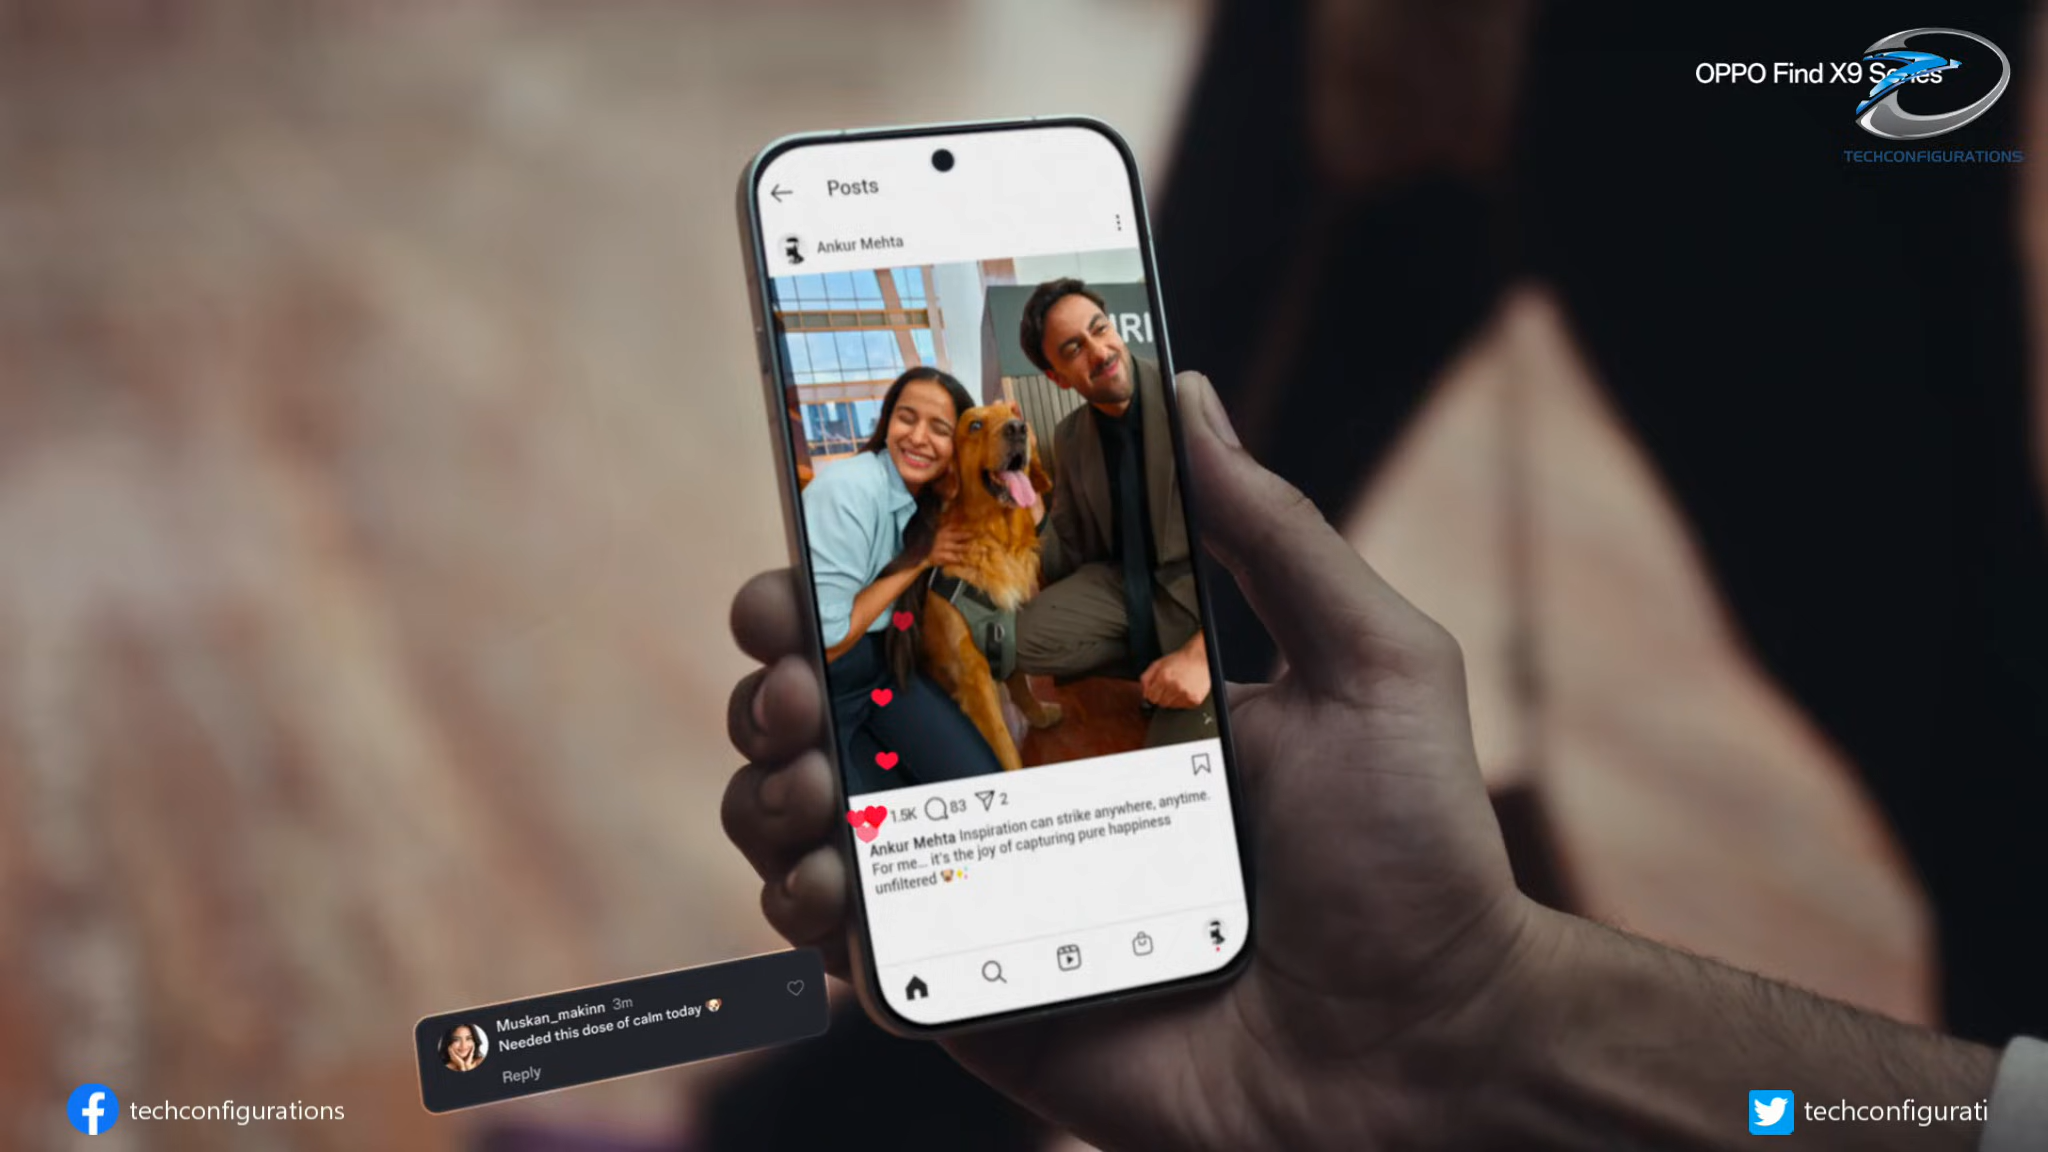 OPPO Find X9 Series
TECHCONFIGURATIONS
Posts
Ankur Mehta
IRI
1.5K 83 2
Ankur Mehta Inspiration can strike anywhere, anytime.
For me... it's the joy of capturing pure happiness
unfiltered 🐶✨
Muskan_makinn 3m
Needed this dose of calm today 🐶
Reply
techconfigurations
techconfigurati